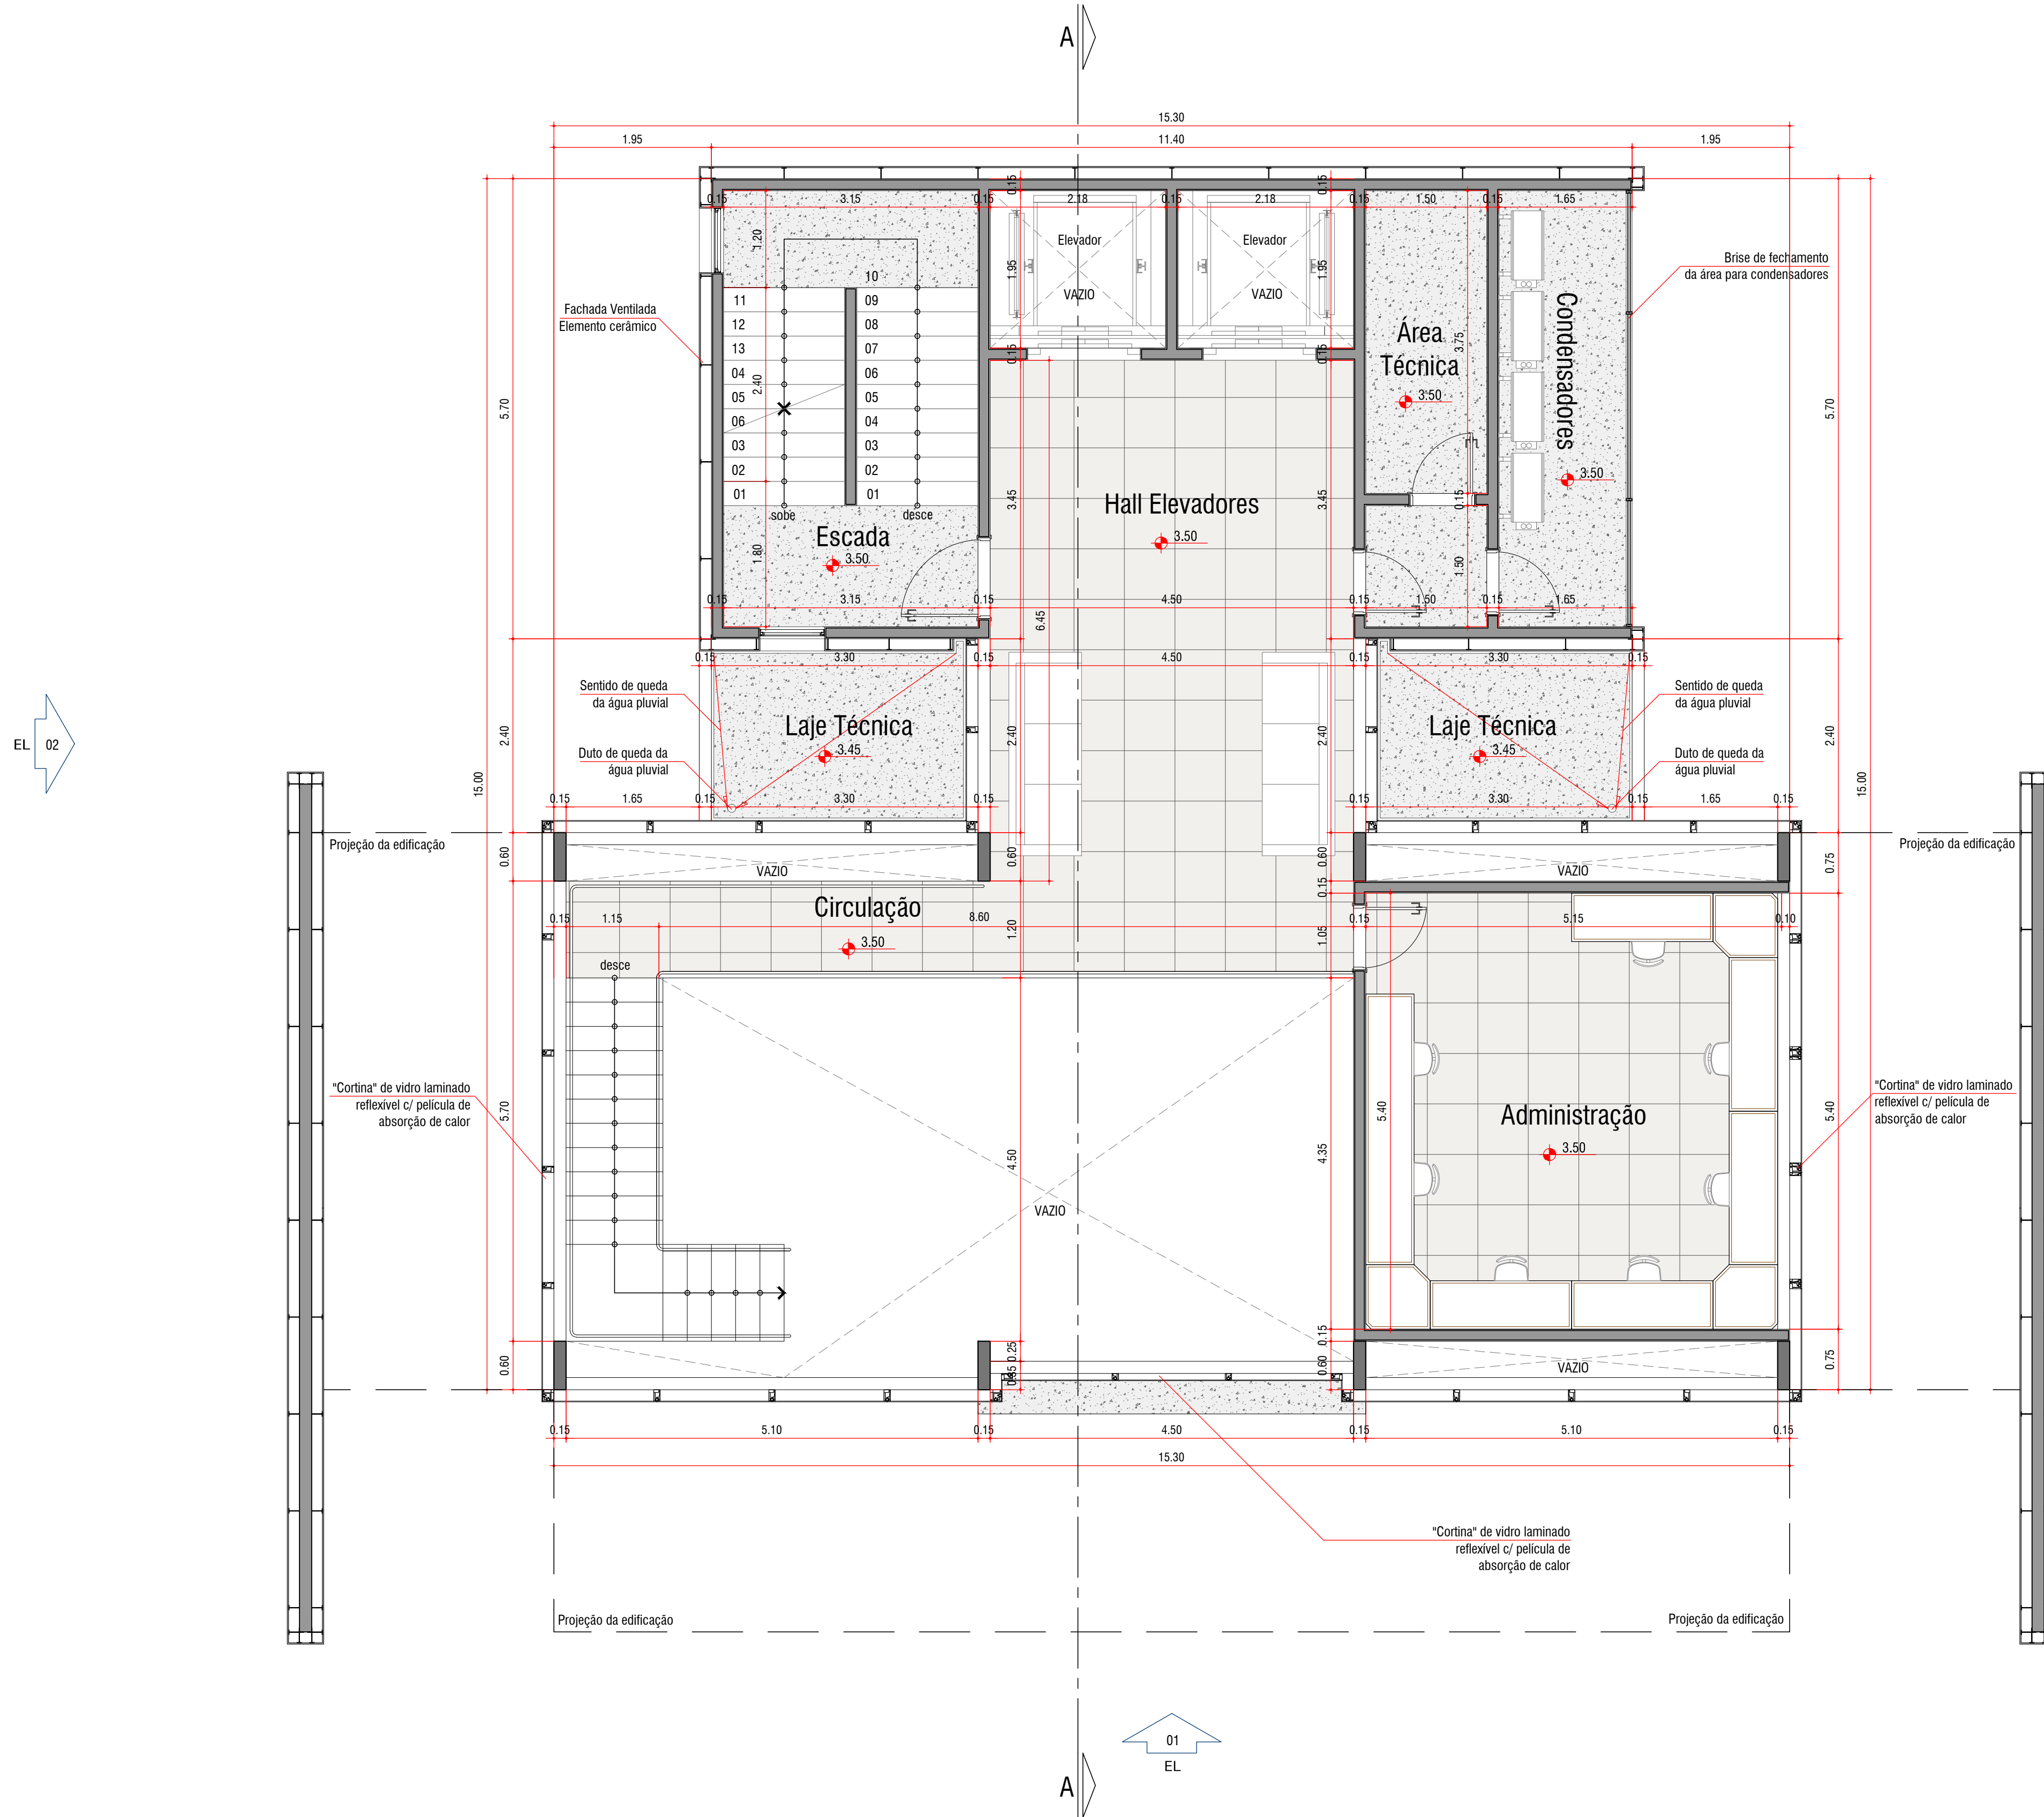 A
15.30
1.95
11.40
1.95
0.15
0.15
0.15
3.15
0.15
2.18
0.15
2.18
0.15
1.50
0.15
1.65
1.20
Elevador
Elevador
1.95
1.95
VAZIO
VAZIO
Brise de fechamento
da área para condensadores
Fachada Ventilada
Elemento cerâmico
10
11
09
12
08
13
07
04
06
05
05
06
04
03
03
02
02
01
01
2.40
sobe
desce
0.15
0.15
Área
Técnica
3.50
3.75
Condensadores
3.50
5.70
5.70
3.45
3.45
Hall Elevadores
3.50
0.15
Escada
3.50
1.80
1.50
0.15
3.15
0.15
4.50
0.15
1.50
0.15
1.65
6.45
0.15
3.30
0.15
4.50
0.15
3.30
0.15
Sentido de queda
da água pluvial
Laje Técnica
3.45
Duto de queda da
água pluvial
Laje Técnica
3.45
Sentido de queda
da água pluvial
Duto de queda da
água pluvial
EL
02
2.40
2.40
2.40
2.40
15.00
15.00
0.15
1.65
0.15
3.30
0.15
0.15
3.30
0.15
1.65
0.15
Projeção da edificação
Projeção da edificação
0.60
VAZIO
0.60
0.60
VAZIO
0.75
0.15
Circulação
3.50
0.15
1.15
8.60
0.15
5.15
0.10
1.20
1.05
desce
"Cortina" de vidro laminado
reflexível c/ película de
absorção de calor
5.70
4.50
4.35
5.40
5.40
VAZIO
Administração
3.50
"Cortina" de vidro laminado
reflexível c/ película de
absorção de calor
0.60
0.25
0.15
0.60
VAZIO
0.75
0.15
5.10
0.15
4.50
0.15
5.10
0.15
15.30
"Cortina" de vidro laminado
reflexível c/ película de
absorção de calor
Projeção da edificação
Projeção da edificação
01
EL
A